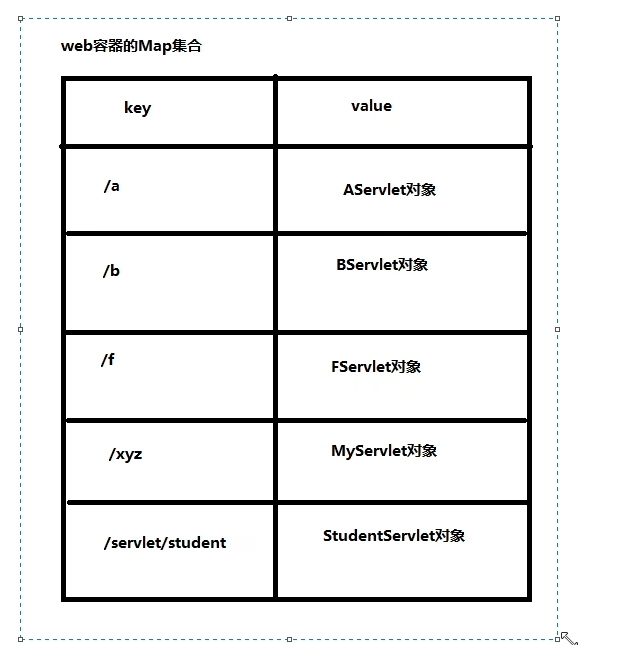 web容器的Map集合
key value
/a AServlet对象
/b BServlet对象
/f FServlet对象
/xyz MyServlet对象
/servlet/student StudentServlet对象